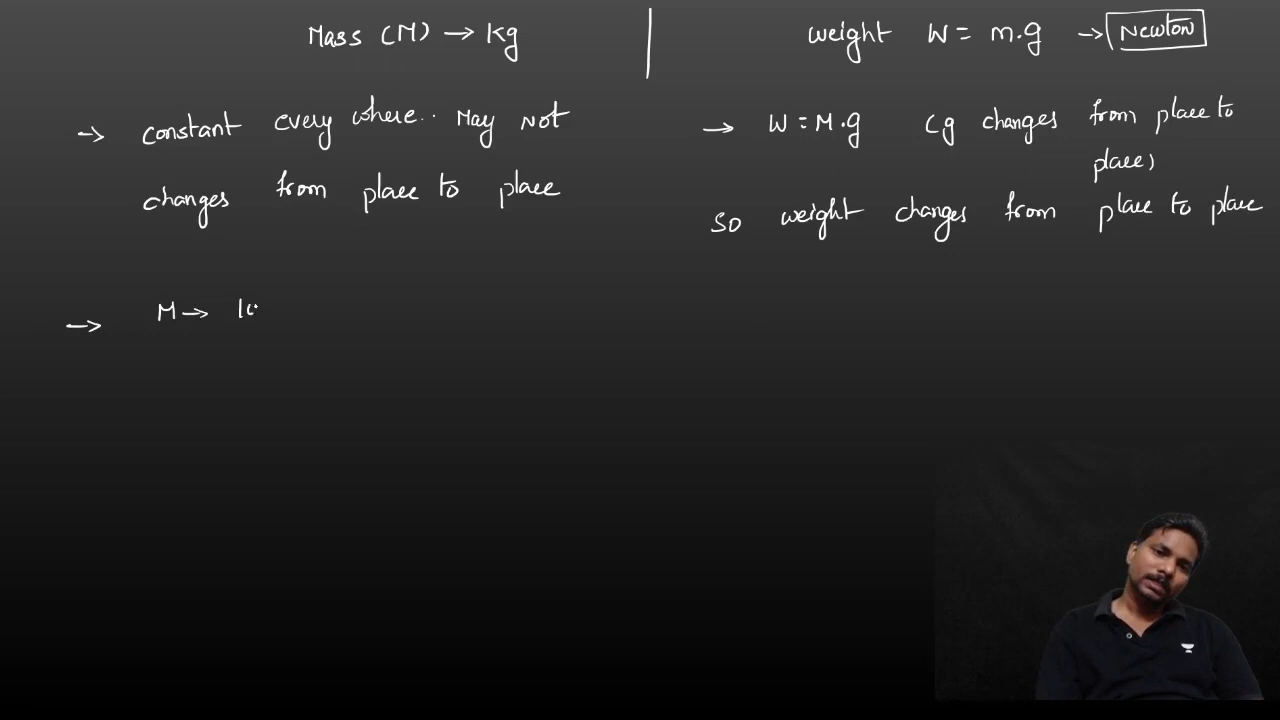 Mass (M) → Kg
constant every where.. May not
changes from place to place
M →
weight W = m.g → Newton
→ W = M.g (g changes from place to
place)
so weight changes from place to place